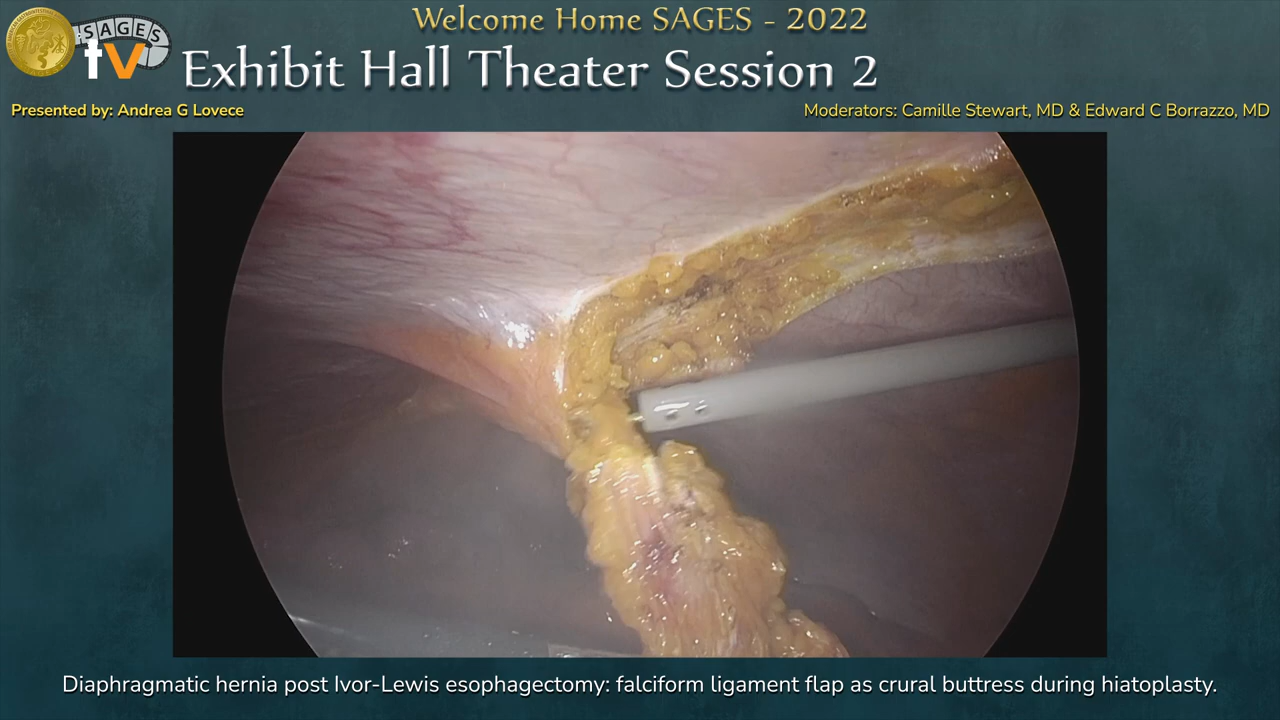 Welcome Home SAGES - 2022
SAGES
tv
Exhibit Hall Theater Session 2
Presented by: Andrea G Lovece
Moderators: Camille Stewart, MD & Edward C Borrazzo, MD
Diaphragmatic hernia post Ivor-Lewis esophagectomy: falciform ligament flap as crural buttress during hiatoplasty.